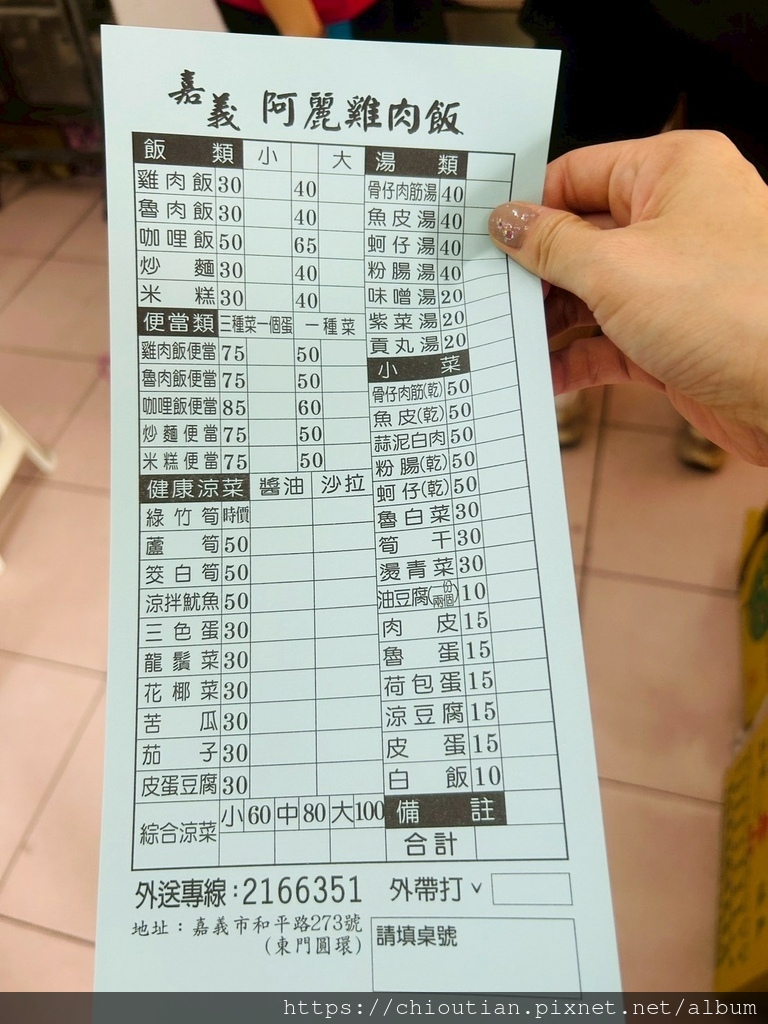 嘉義 阿麗雞肉飯
飯類 小 大
雞肉飯 30 40
魯肉飯 30 40
咖哩飯 50 65
炒麵 30 40
米糕 30 40
便當類 三種菜一個蛋 一種菜
雞肉飯便當 75 50
魯肉飯便當 75 50
咖哩飯便當 85 60
炒麵便當 75 50
米糕便當 75 50
健康涼菜 醬油 沙拉
綠竹筍 時價
蘆筍 50
筊白筍 50
涼拌魷魚 50
三色蛋 30
龍鬚菜 30
花椰菜 30
苦瓜 30
茄子 30
皮蛋豆腐 30
綜合涼菜 小60 中80 大100
湯類
骨仔肉筋湯 40
魚皮湯 40
蚵仔湯 40
粉腸湯 40
味噌湯 20
紫菜湯 20
貢丸湯 20
小菜
骨仔肉筋(乾) 50
魚皮(乾) 50
蒜泥白肉 50
粉腸(乾) 50
蚵仔(乾) 50
魯白菜 30
筍干 30
燙青菜 30
油豆腐(一份兩個) 10
肉皮 15
魯蛋 15
荷包蛋 15
涼豆腐 15
皮蛋 15
白飯 10
備註
合計
外送專線:2166351 外帶打ˇ
地址:嘉義市和平路273號
(東門圓環)
請填桌號
https://chioutian.pixnet.net/album